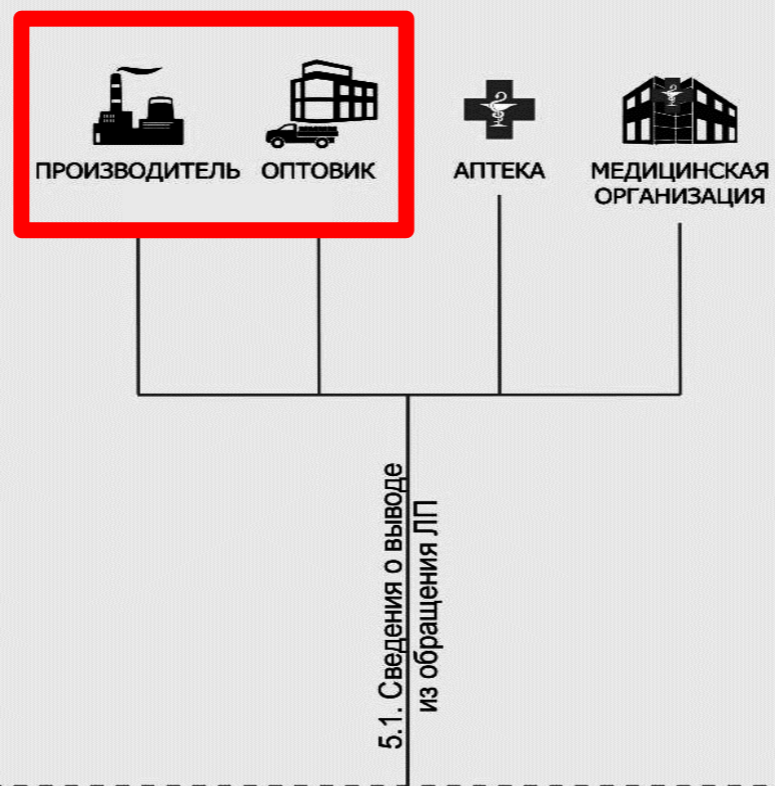 ПРОИЗВОДИТЕЛЬ
ОПТОВИК
АПТЕКА
МЕДИЦИНСКАЯ
ОРГАНИЗАЦИЯ
5.1. Сведения о выводе
из обращения ЛП